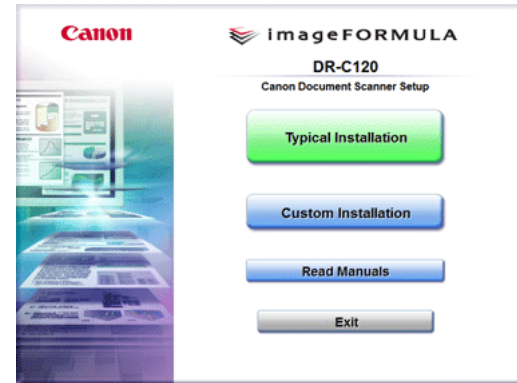 Canon
imageFORMULA
DR-C120
Canon Document Scanner Setup
Typical Installation
Custom Installation
Read Manuals
Exit